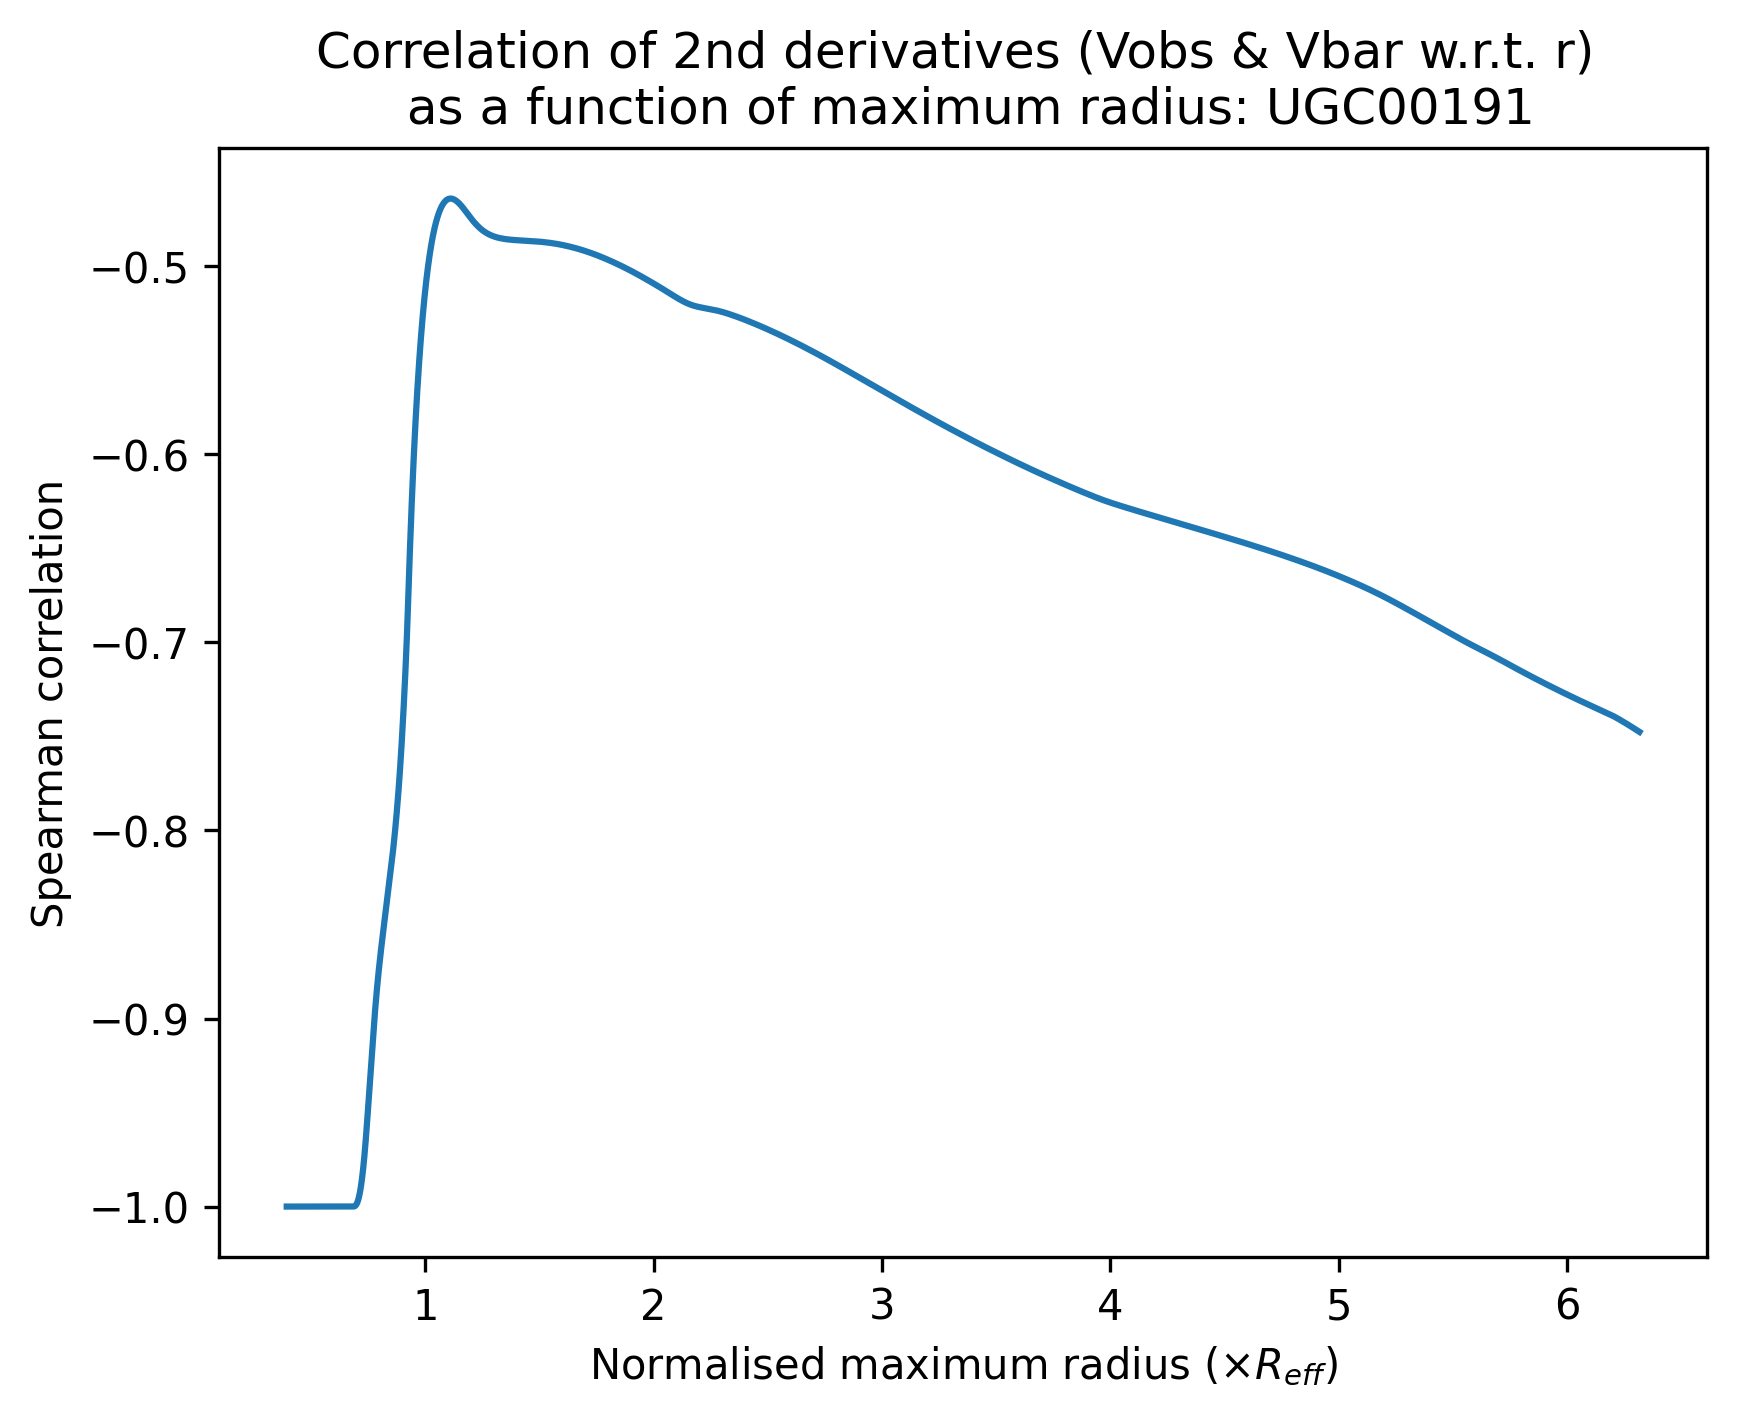 Correlation of 2nd derivatives (Vobs & Vbar w.r.t. r)
as a function of maximum radius: UGC00191
Spearman correlation
−0.5
−0.6
−0.7
−0.8
−0.9
−1.0
1 2 3 4 5 6
Normalised maximum radius (×R_eff)